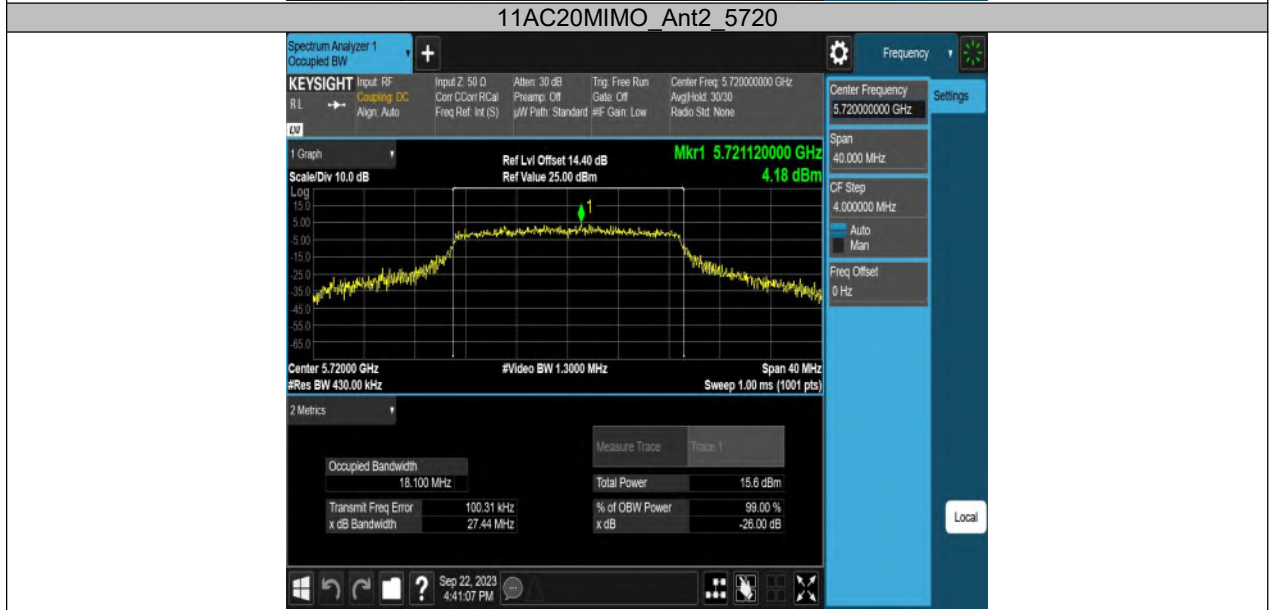 11AC20MIMO_Ant2_5720
Spectrum Analyzer 1
Occupied BW
+
Frequency
KEYSIGHT
RL
LXI
Input: RF
Coupling: DC
Align: Auto
Input Z: 50 Ω
Corr CCorr RCal
Freq Ref: Int (S)
Atten: 30 dB
Preamp: Off
µW Path: Standard
Trig: Free Run
Gate: Off
#IF Gain: Low
Center Freq: 5.720000000 GHz
Avg|Hold: 30/30
Radio Std: None
Center Frequency
5.720000000 GHz
Settings
Span
40.000 MHz
CF Step
4.000000 MHz
Auto
Man
Freq Offset
0 Hz
1 Graph
Ref Lvl Offset 14.40 dB
Mkr1 5.721120000 GHz
Scale/Div 10.0 dB
Ref Value 25.00 dBm
4.18 dBm
Log
15.0
5.00
-5.00
-15.0
-25.0
-35.0
-45.0
-55.0
-65.0
1
Center 5.72000 GHz
#Video BW 1.3000 MHz
Span 40 MHz
#Res BW 430.00 kHz
Sweep 1.00 ms (1001 pts)
2 Metrics
Measure Trace
Trace 1
Occupied Bandwidth
18.100 MHz
Total Power
15.6 dBm
Transmit Freq Error
100.31 kHz
% of OBW Power
99.00 %
x dB Bandwidth
27.44 MHz
x dB
-26.00 dB
Local
?
Sep 22, 2023
4:41:07 PM